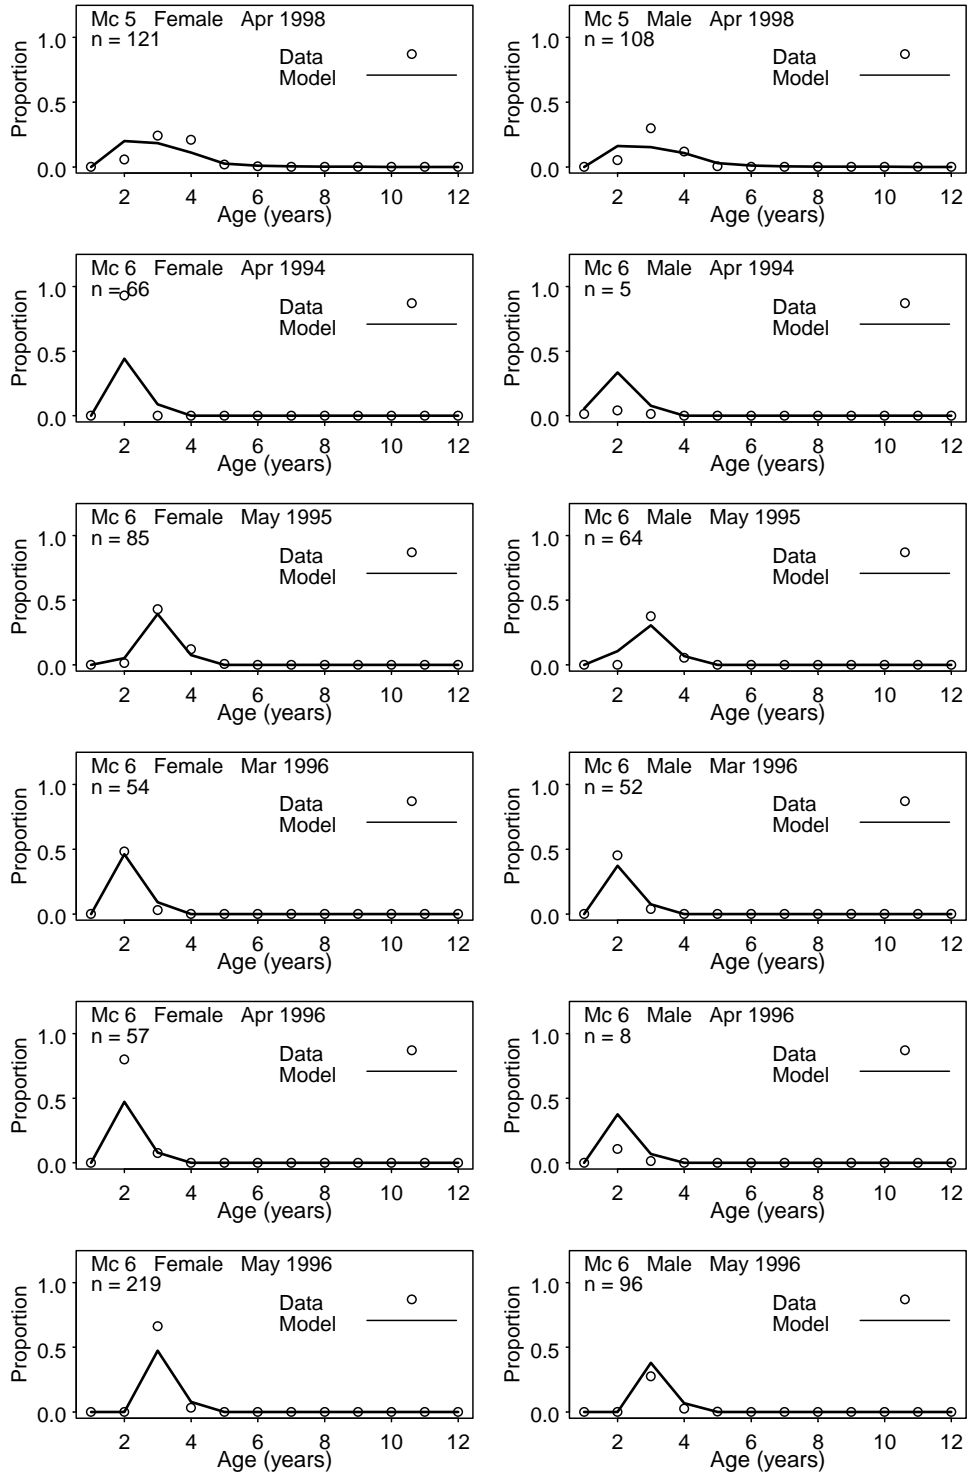 Mc 5 Female Apr 1998
n = 121
Data
Model
Proportion
1.0
0.5
0.0
2 4 6 8 10 12
Age (years)
Mc 5 Male Apr 1998
n = 108
Data
Model
Proportion
1.0
0.5
0.0
2 4 6 8 10 12
Age (years)
Mc 6 Female Apr 1994
n = 66
Data
Model
Proportion
1.0
0.5
0.0
2 4 6 8 10 12
Age (years)
Mc 6 Male Apr 1994
n = 5
Data
Model
Proportion
1.0
0.5
0.0
2 4 6 8 10 12
Age (years)
Mc 6 Female May 1995
n = 85
Data
Model
Proportion
1.0
0.5
0.0
2 4 6 8 10 12
Age (years)
Mc 6 Male May 1995
n = 64
Data
Model
Proportion
1.0
0.5
0.0
2 4 6 8 10 12
Age (years)
Mc 6 Female Mar 1996
n = 54
Data
Model
Proportion
1.0
0.5
0.0
2 4 6 8 10 12
Age (years)
Mc 6 Male Mar 1996
n = 52
Data
Model
Proportion
1.0
0.5
0.0
2 4 6 8 10 12
Age (years)
Mc 6 Female Apr 1996
n = 57
Data
Model
Proportion
1.0
0.5
0.0
2 4 6 8 10 12
Age (years)
Mc 6 Male Apr 1996
n = 8
Data
Model
Proportion
1.0
0.5
0.0
2 4 6 8 10 12
Age (years)
Mc 6 Female May 1996
n = 219
Data
Model
Proportion
1.0
0.5
0.0
2 4 6 8 10 12
Age (years)
Mc 6 Male May 1996
n = 96
Data
Model
Proportion
1.0
0.5
0.0
2 4 6 8 10 12
Age (years)